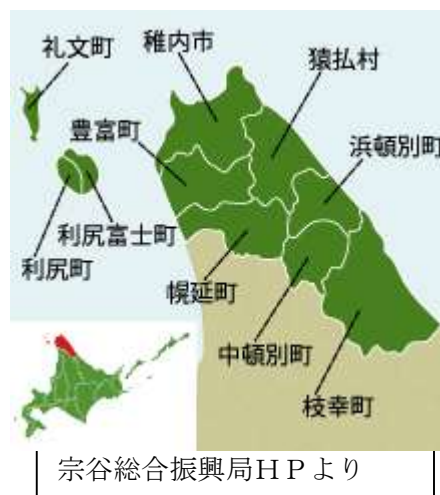 礼文町
稚内市
猿払村
豊富町
浜頓別町
利尻富士町
利尻町
幌延町
中頓別町
枝幸町
宗谷総合振興局ＨＰより